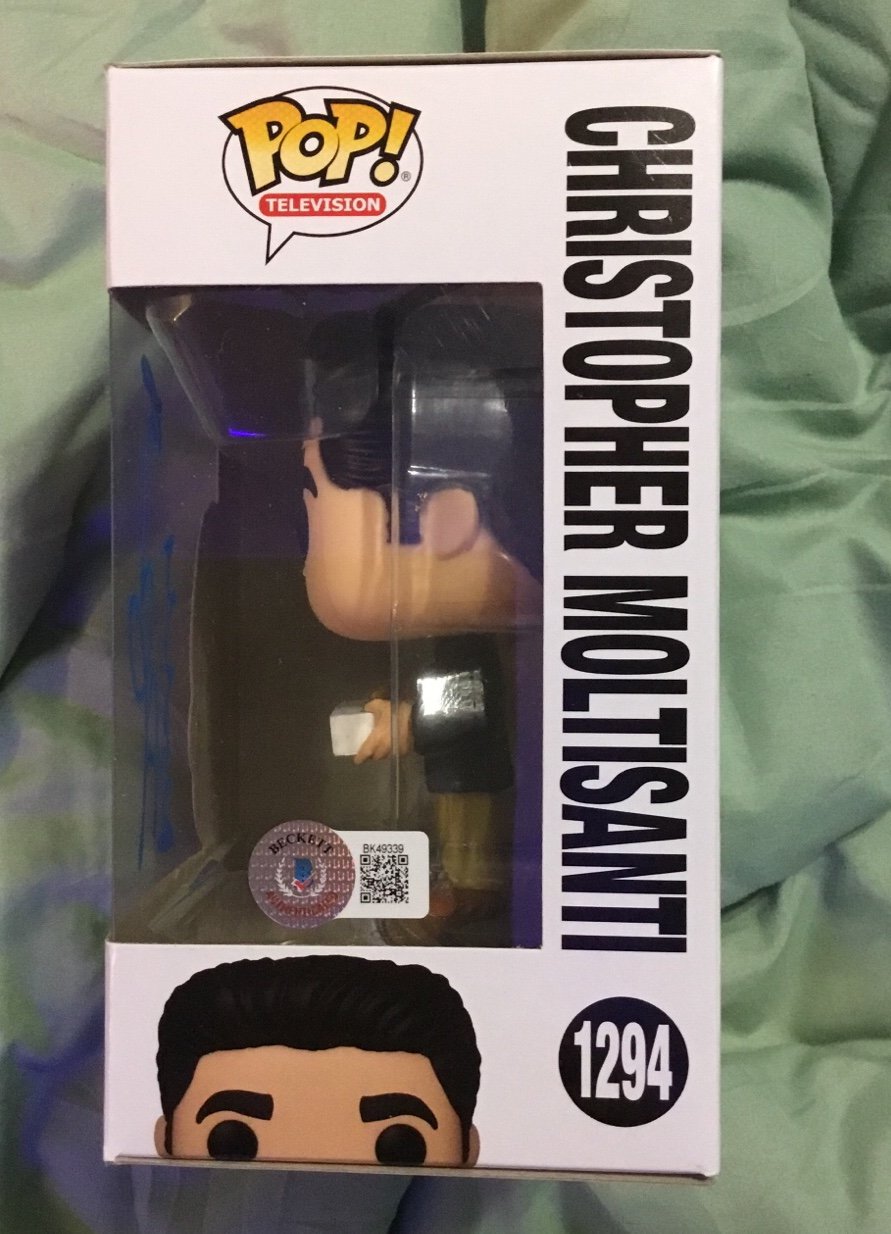 POP!
®
TELEVISION
CHRISTOPHER MOLTISANTI
BECKETT
BK49339
1294